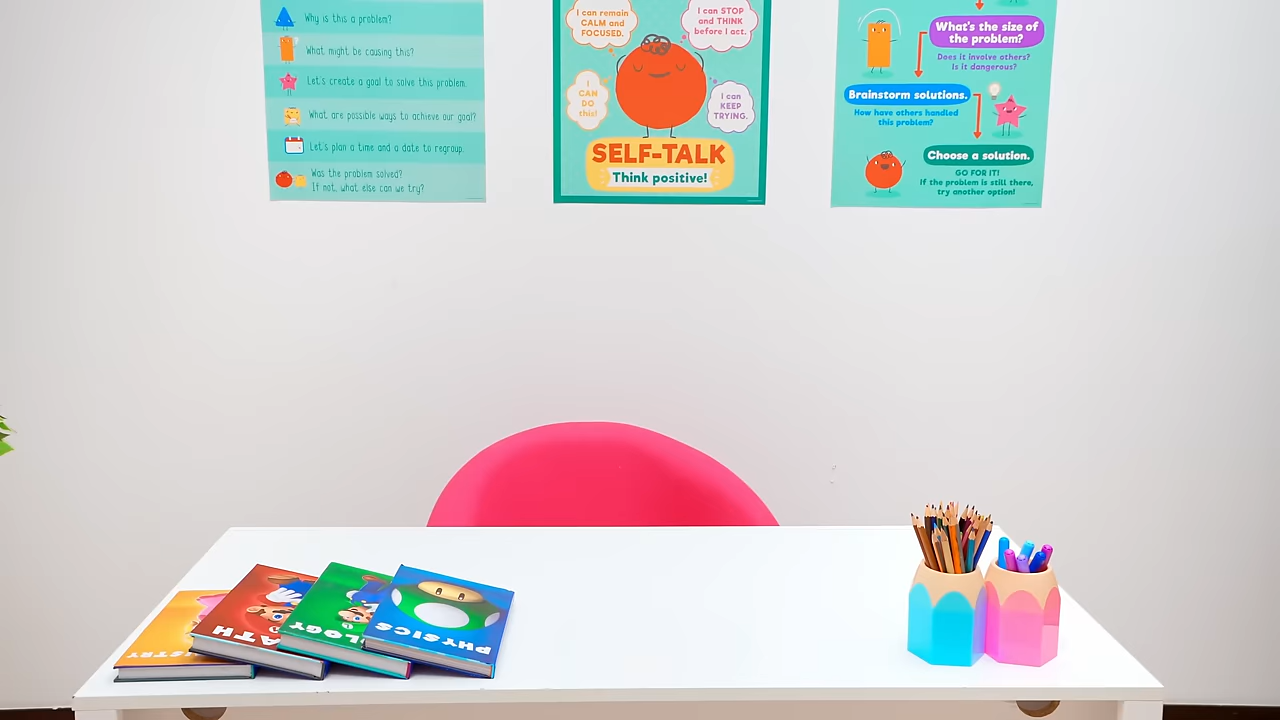 Why is this a problem?
What might be causing this?
Let's create a goal to solve this problem.
What are possible ways to achieve our goal?
Let's plan a time and a date to regroup.
Was the problem solved?
If not, what else can we try?
I can remain
CALM and
FOCUSED.
I can STOP
and THINK
before I act.
I
CAN
DO
this!
I can
KEEP
TRYING.
SELF-TALK
Think positive!
What's the size of
the problem?
Does it involve others?
Is it dangerous?
Brainstorm solutions.
How have others handled
this problem?
Choose a solution.
GO FOR IT!
If the problem is still there,
try another option!
ISTRY
ATH
LOGY
PHYSICS